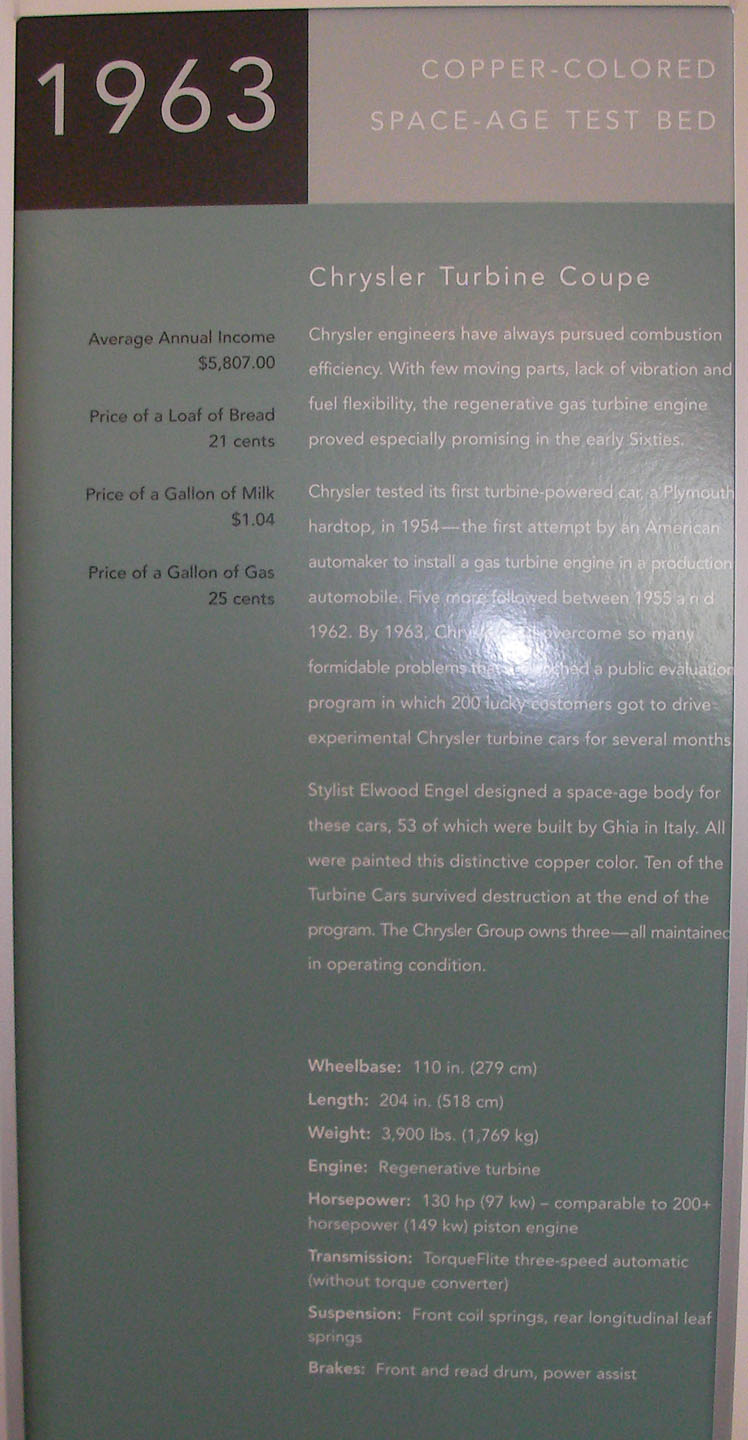 1963
COPPER-COLORED
SPACE-AGE TEST BED
Average Annual Income
$5,807.00
Price of a Loaf of Bread
21 cents
Price of a Gallon of Milk
$1.04
Price of a Gallon of Gas
25 cents
Chrysler Turbine Coupe
Chrysler engineers have always pursued combustion
efficiency. With few moving parts, lack of vibration and
fuel flexibility, the regenerative gas turbine engine
proved especially promising in the early Sixties.
Chrysler tested its first turbine-powered car, a Plymouth
hardtop, in 1954—the first attempt by an American
automaker to install a gas turbine engine in a production
automobile. Five more followed between 1955 and
1962. By 1963, overcome so many
formidable problems that a public evaluation
program in which 200 lucky customers got to drive
experimental Chrysler turbine cars for several months
Stylist Elwood Engel designed a space-age body for
these cars, 53 of which were built by Ghia in Italy. All
were painted this distinctive copper color. Ten of the
Turbine Cars survived destruction at the end of the
program. The Chrysler Group owns three—all maintained
in operating condition.
Wheelbase: 110 in. (279 cm)
Length: 204 in. (518 cm)
Weight: 3,900 lbs. (1,769 kg)
Engine: Regenerative turbine
Horsepower: 130 hp (97 kw) – comparable to 200+
horsepower (149 kw) piston engine
Transmission: TorqueFlite three-speed automatic
(without torque converter)
Suspension: Front coil springs, rear longitudinal leaf
springs
Brakes: Front and read drum, power assist